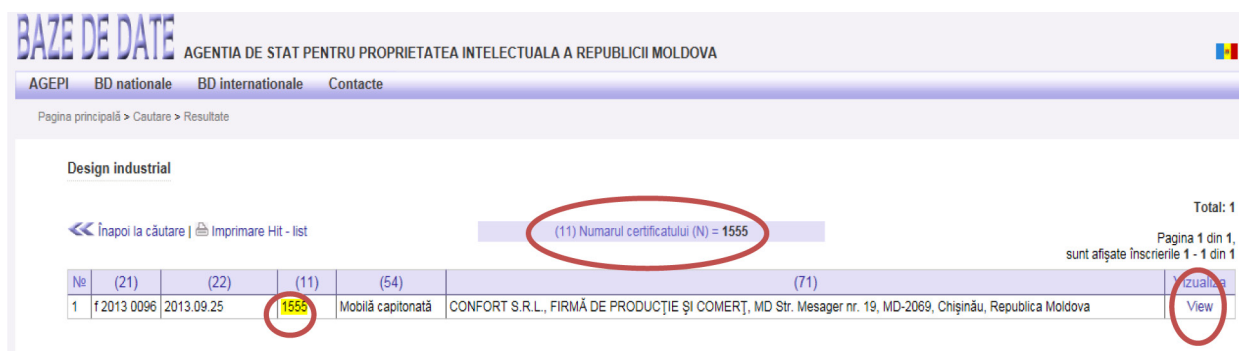 BAZE DE DATE AGENTIA DE STAT PENTRU PROPRIETATEA INTELECTUALA A REPUBLICII MOLDOVA
AGEPI BD nationale BD internationale Contacte
Pagina principală > Cautare > Resultate
Design industrial
Total: 1
Înapoi la căutare | Imprimare Hit - list
(11) Numarul certificatului (N) = 1555
Pagina 1 din 1,
sunt afişate înscrierile 1 - 1 din 1
№ (21) (22) (11) (54) (71) Vizualiza
1 f 2013 0096 2013.09.25 1555 Mobilă capitonată CONFORT S.R.L., FIRMĂ DE PRODUCŢIE ŞI COMERŢ, MD Str. Mesager nr. 19, MD-2069, Chişinău, Republica Moldova View